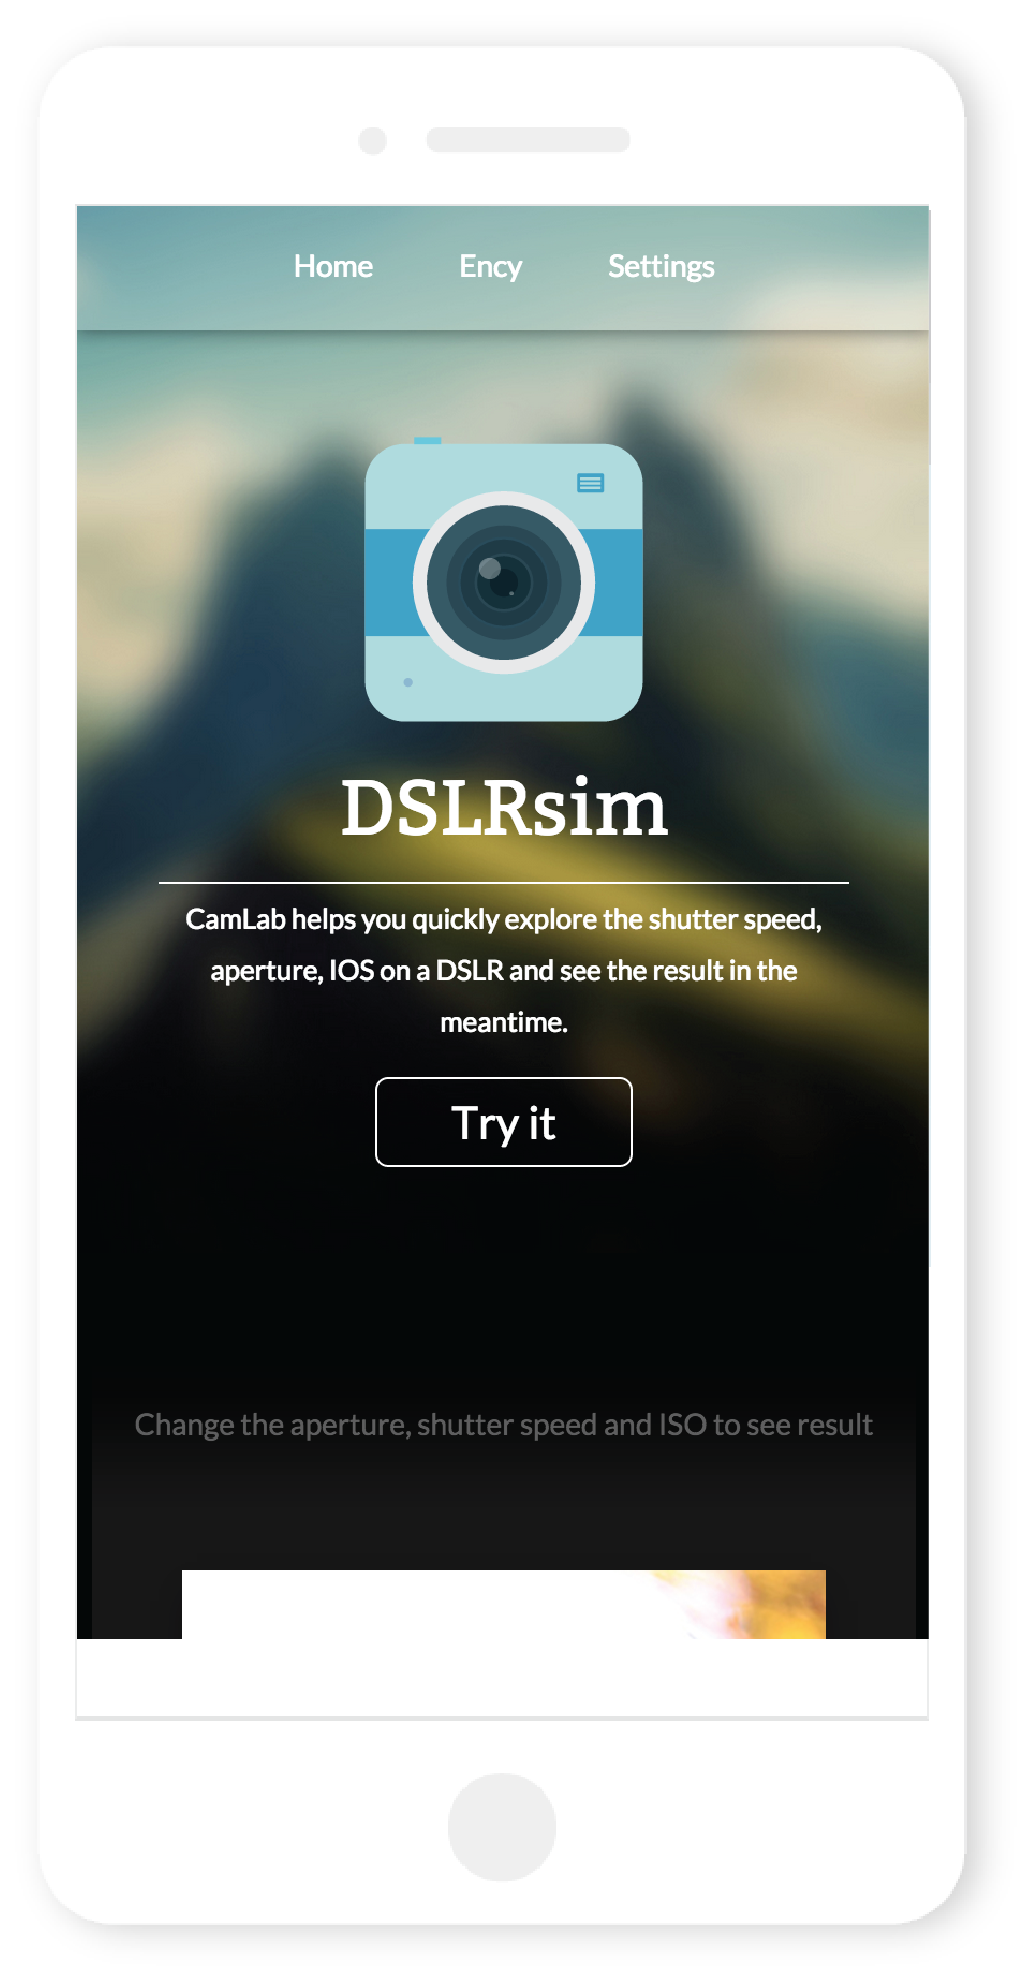 Home Ency Settings
DSLRsim
CamLab helps you quickly explore the shutter speed,
aperture, IOS on a DSLR and see the result in the
meantime.
Try it
Change the aperture, shutter speed and ISO to see result